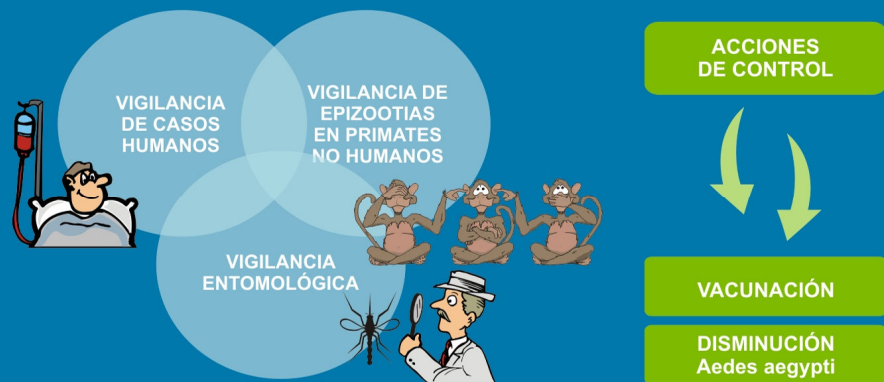 VIGILANCIA
DE CASOS
HUMANOS
VIGILANCIA DE
EPIZOOTIAS
EN PRIMATES
NO HUMANOS
VIGILANCIA
ENTOMOLÓGICA
ACCIONES
DE CONTROL
VACUNACIÓN
DISMINUCIÓN
Aedes aegypti